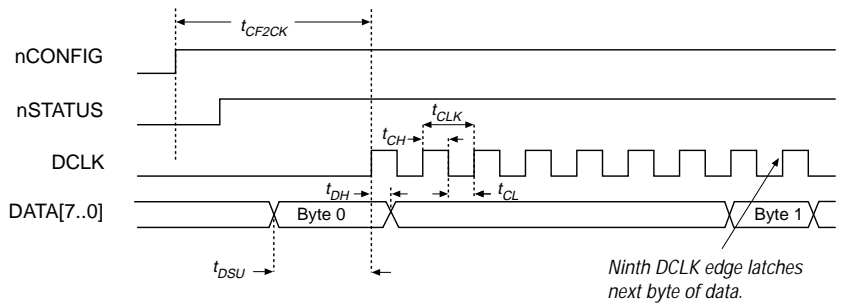 tCF2CK
nCONFIG
nSTATUS
tCLK
tCH
DCLK
tDH
tCL
DATA[7..0]
Byte 0
Byte 1
tDSU
Ninth DCLK edge latches
next byte of data.